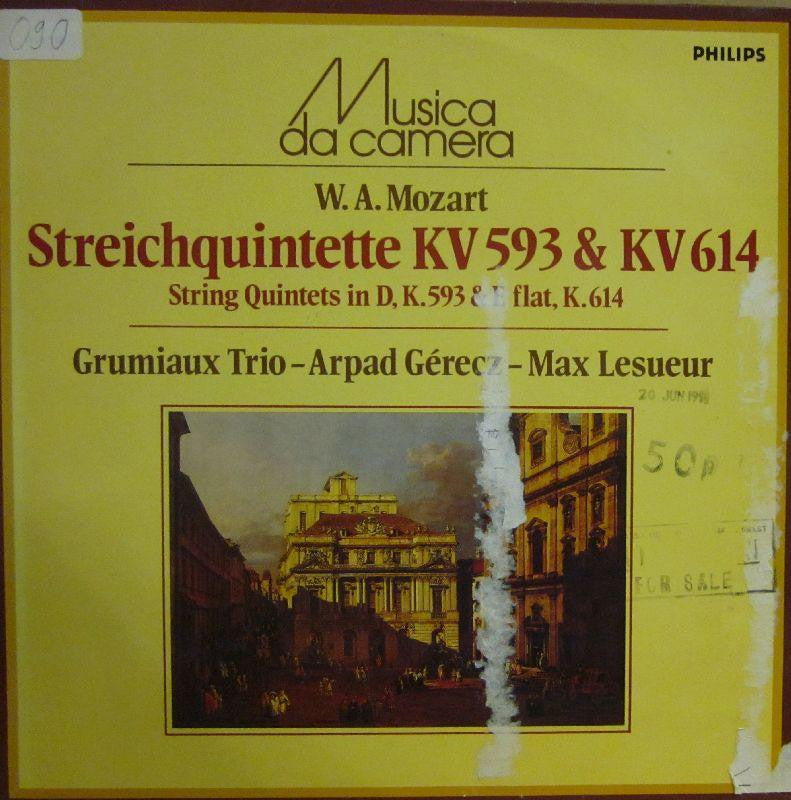 090
PHILIPS
Musica
da camera
W. A. Mozart
Streichquintette KV 593 & KV 614
String Quintets in D, K. 593 & E flat, K. 614
Grumiaux Trio – Arpad Gérecz – Max Lesueur
20 JUN
50p
FOR SALE